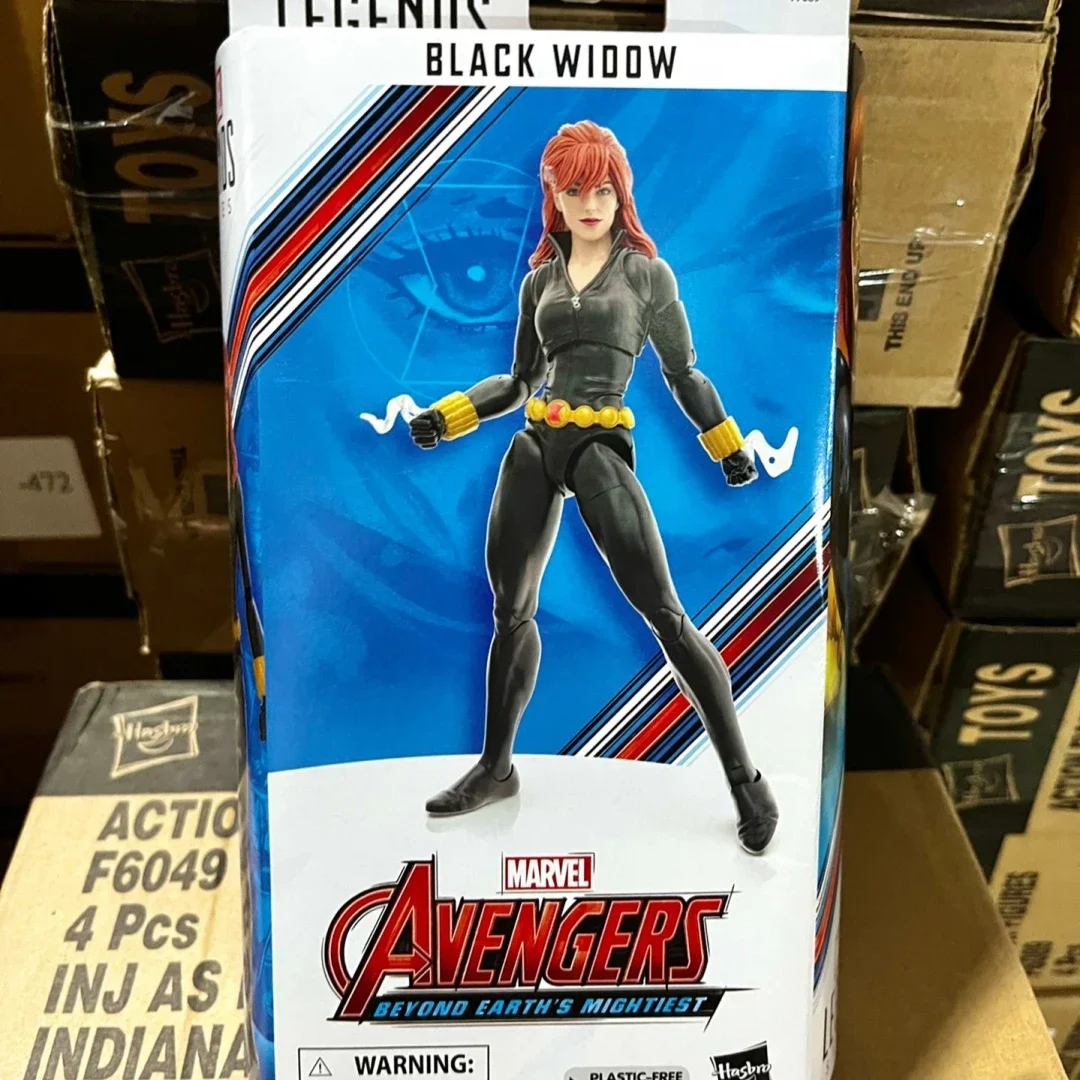 LEGENDS
BLACK WIDOW
MARVEL
AVENGERS
BEYOND EARTH'S MIGHTIEST
WARNING:
PLASTIC-FREE
Hasbro
TOYS
Hasbro
-472
THIS END UP
TOYS
Hasbro
TOYS
Hasbro
ACTIO
F6049
4 Pcs
INJ AS
INDIANA